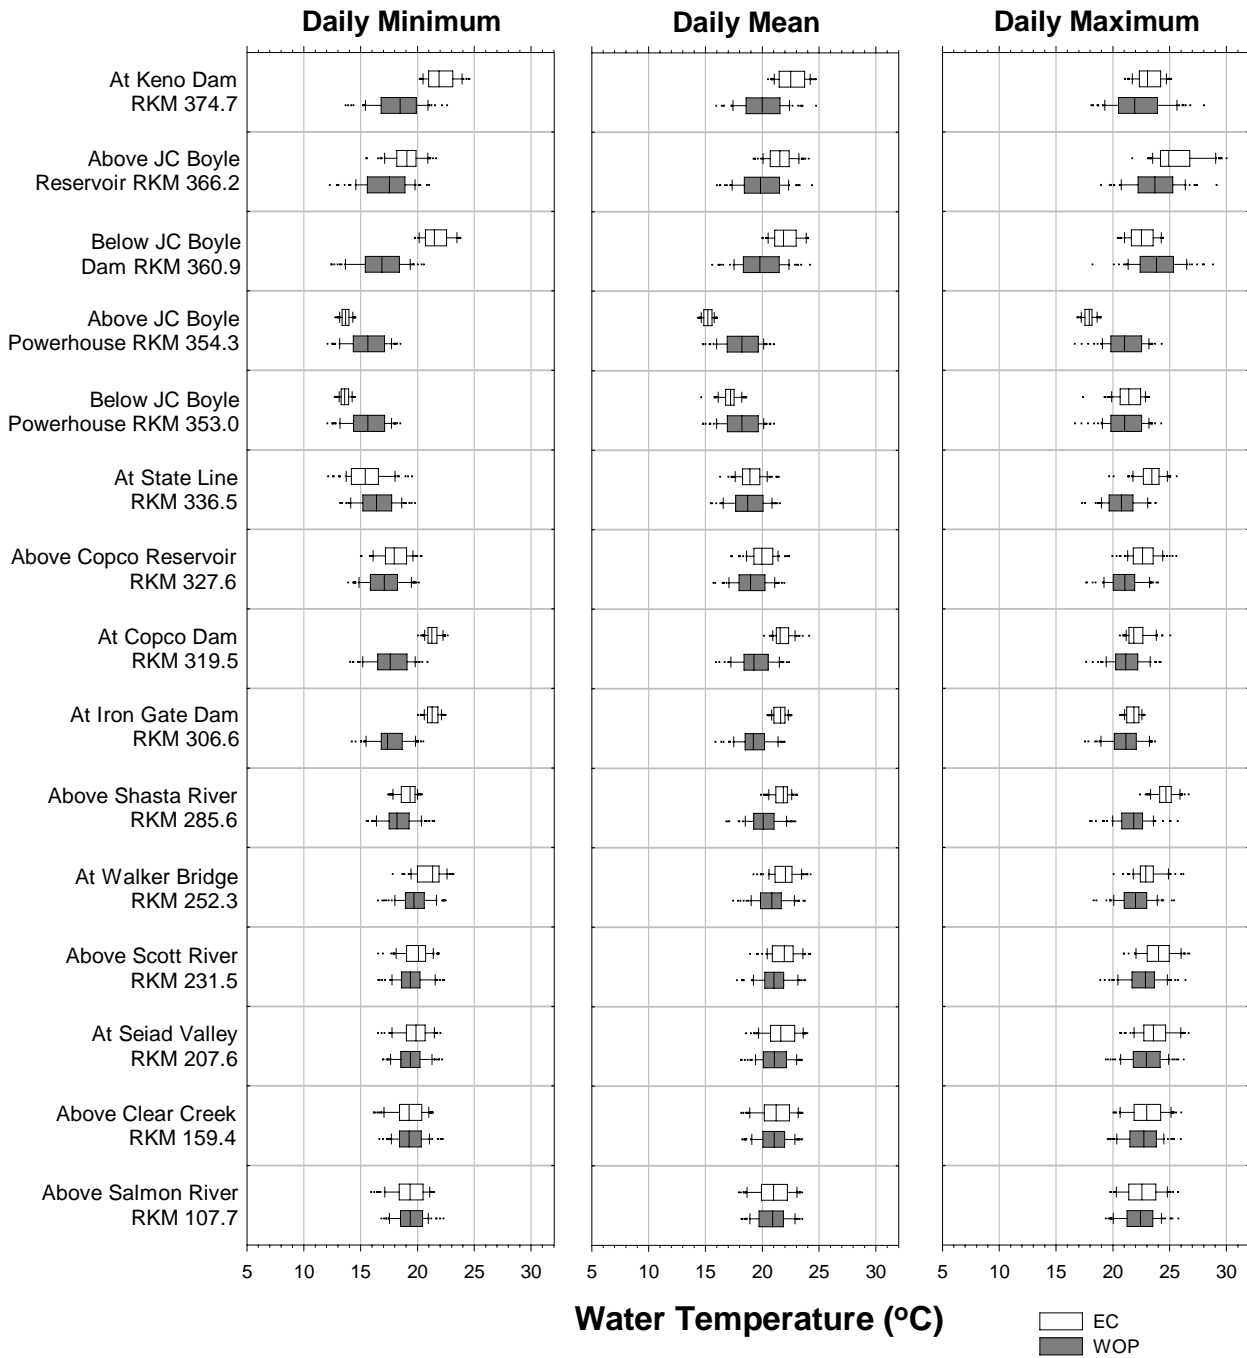 Daily Minimum
Daily Mean
Daily Maximum
At Keno Dam
RKM 374.7
Above JC Boyle
Reservoir RKM 366.2
Below JC Boyle
Dam RKM 360.9
Above JC Boyle
Powerhouse RKM 354.3
Below JC Boyle
Powerhouse RKM 353.0
At State Line
RKM 336.5
Above Copco Reservoir
RKM 327.6
At Copco Dam
RKM 319.5
At Iron Gate Dam
RKM 306.6
Above Shasta River
RKM 285.6
At Walker Bridge
RKM 252.3
Above Scott River
RKM 231.5
At Seiad Valley
RKM 207.6
Above Clear Creek
RKM 159.4
Above Salmon River
RKM 107.7
5 10 15 20 25 30
5 10 15 20 25 30
5 10 15 20 25 30
Water Temperature (ºC)
EC
WOP